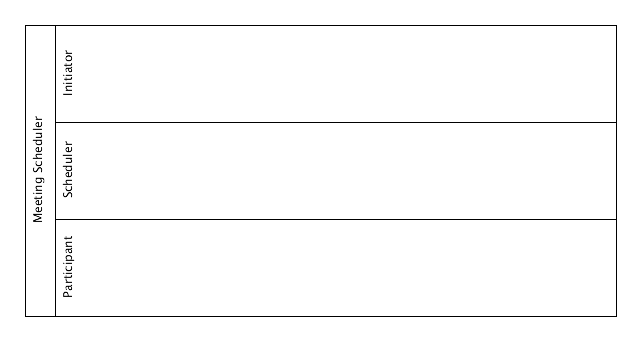 Meeting Scheduler
Initiator
Scheduler
Participant